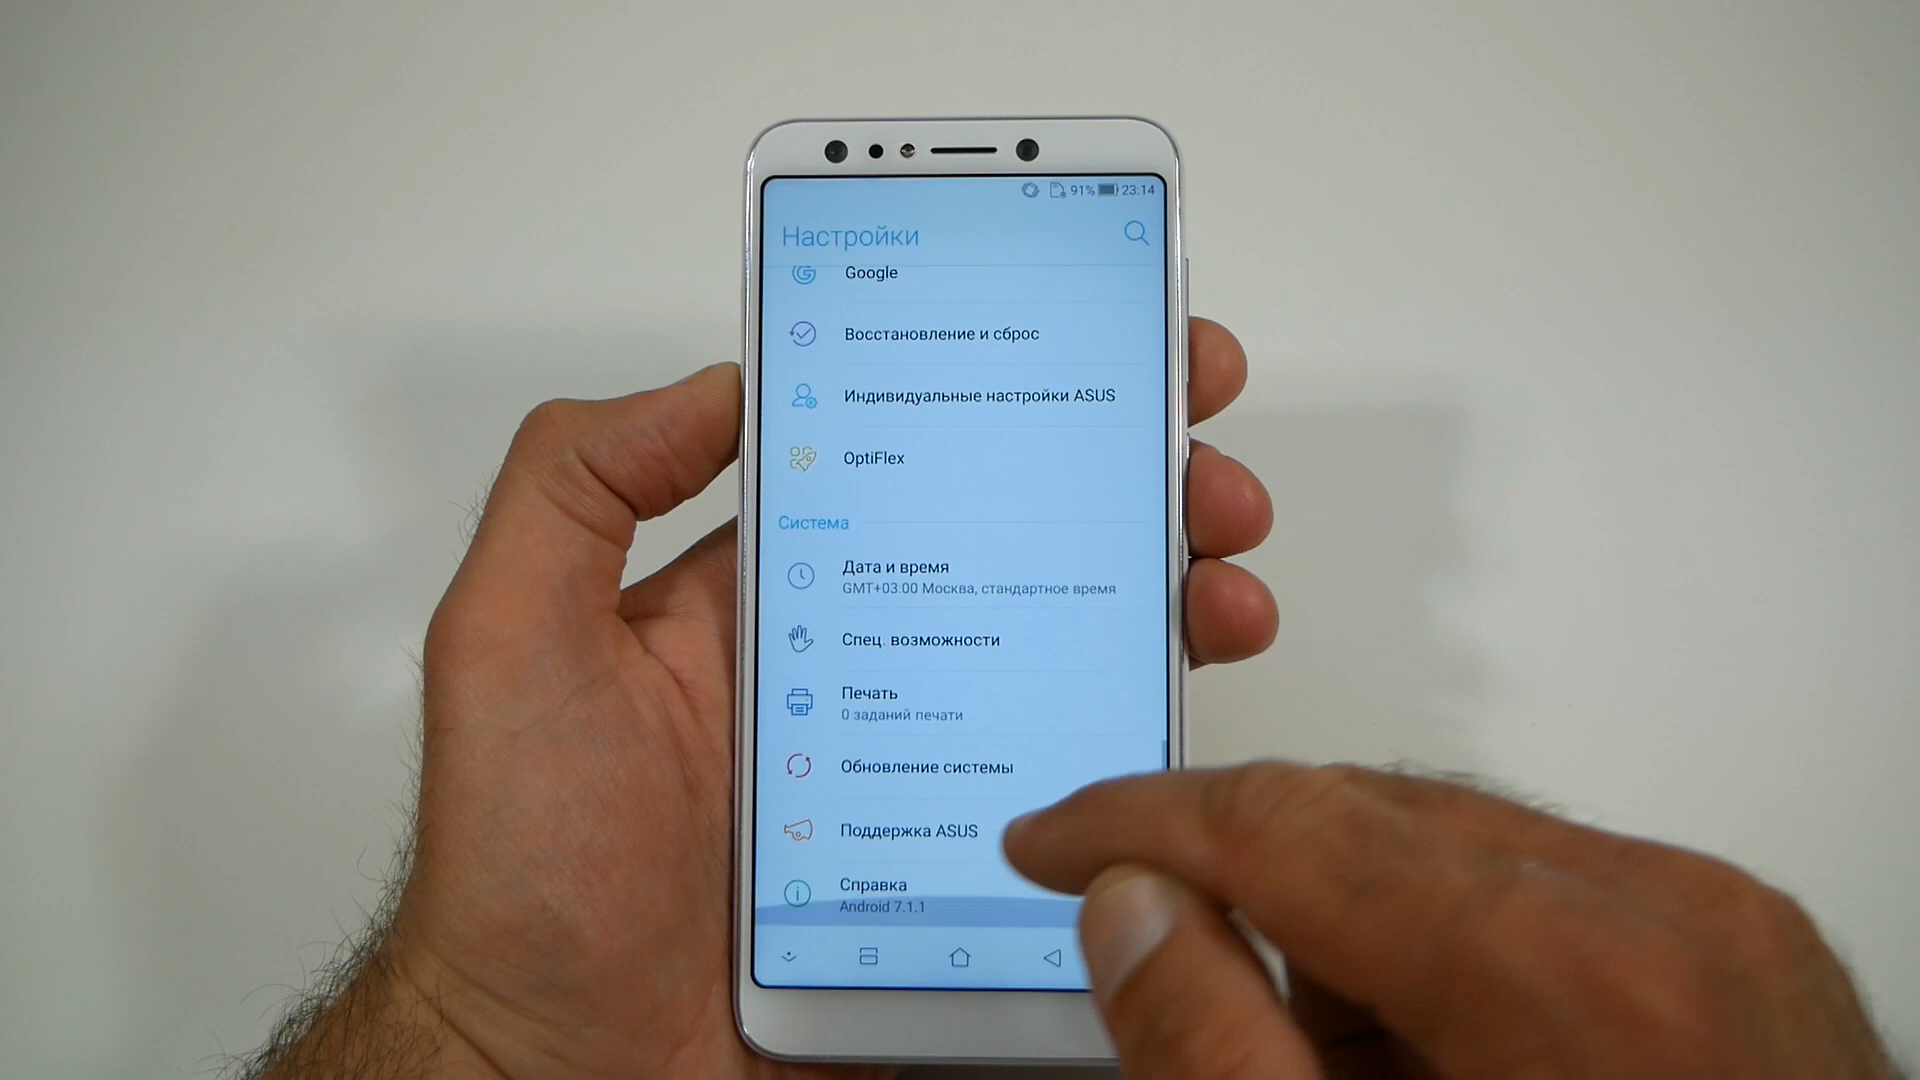 91% 23:14
Настройки
Google
Восстановление и сброс
Индивидуальные настройки ASUS
OptiFlex
Система
Дата и время
GMT+03:00 Москва, стандартное время
Спец. возможности
Печать
0 заданий печати
Обновление системы
Поддержка ASUS
Справка
Android 7.1.1